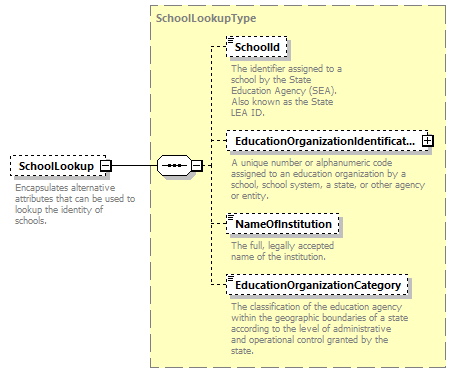 SchoolLookupType
SchoolId
The identifier assigned to a
school by the State
Education Agency (SEA).
Also known as the State
LEA ID.
EducationOrganizationIdentificat...
A unique number or alphanumeric code
assigned to an education organization by a
school, school system, a state, or other agency
or entity.
SchoolLookup
Encapsulates alternative
attributes that can be used to
lookup the identity of
schools.
NameOfInstitution
The full, legally accepted
name of the institution.
EducationOrganizationCategory
The classification of the education agency
within the geographic boundaries of a state
according to the level of administrative
and operational control granted by the
state.